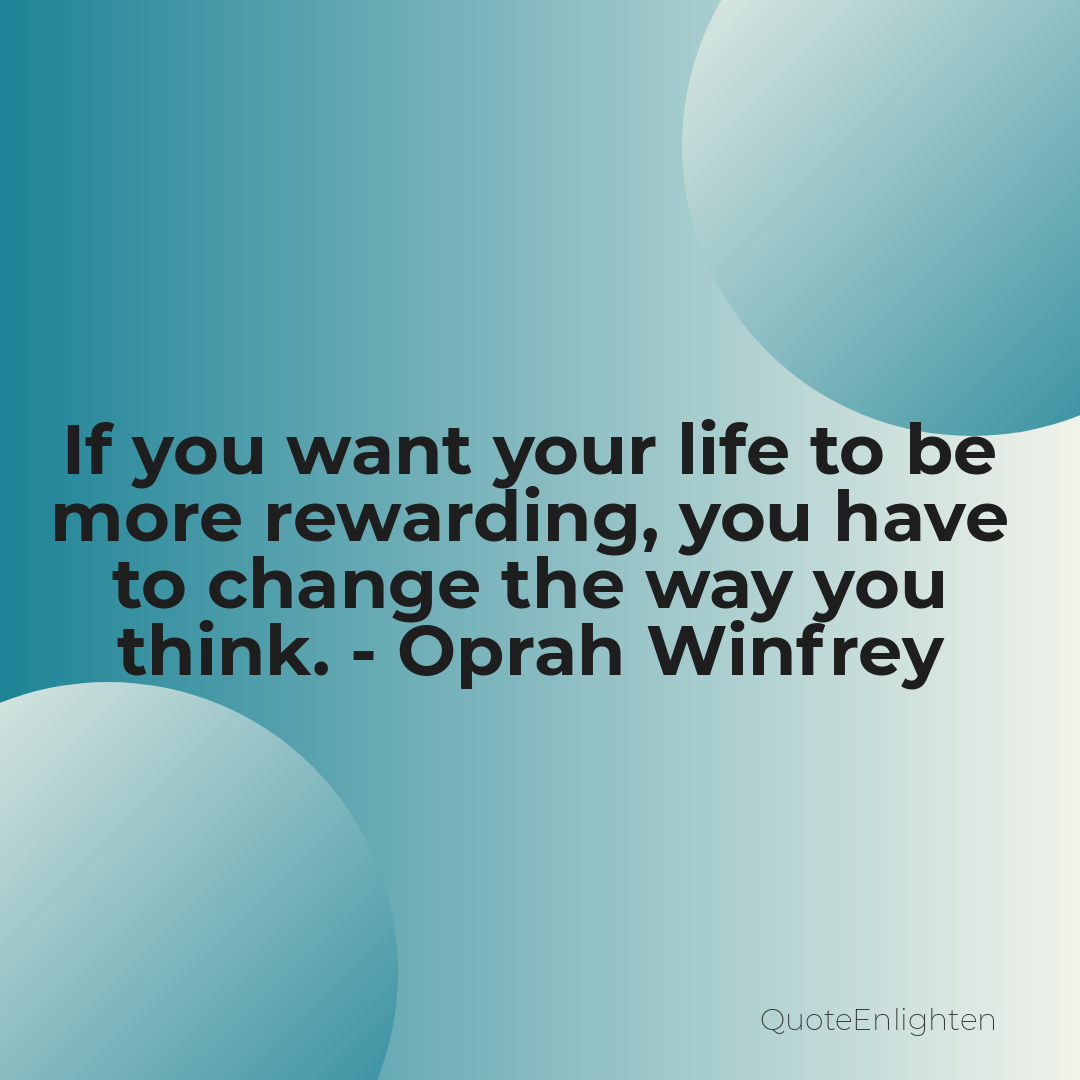 If you want your life to be
more rewarding, you have
to change the way you
think. - Oprah Winfrey
QuoteEnlighten